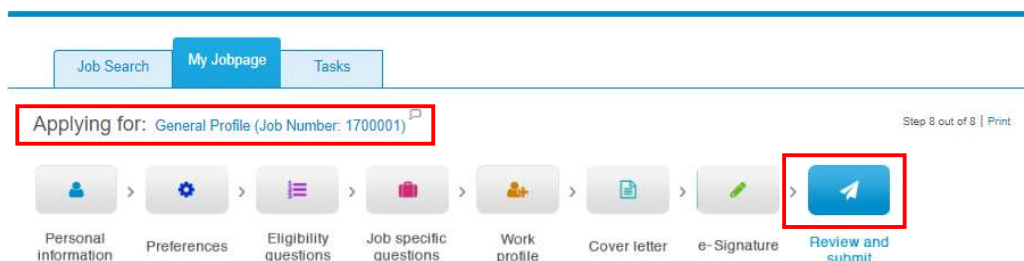 Job Search My Jobpage Tasks
Applying for: General Profile (Job Number: 1700001) Step 8 out of 8 | Print
Personal information Preferences Eligibility questions Job specific questions Work profile Cover letter e-Signature Review and submit